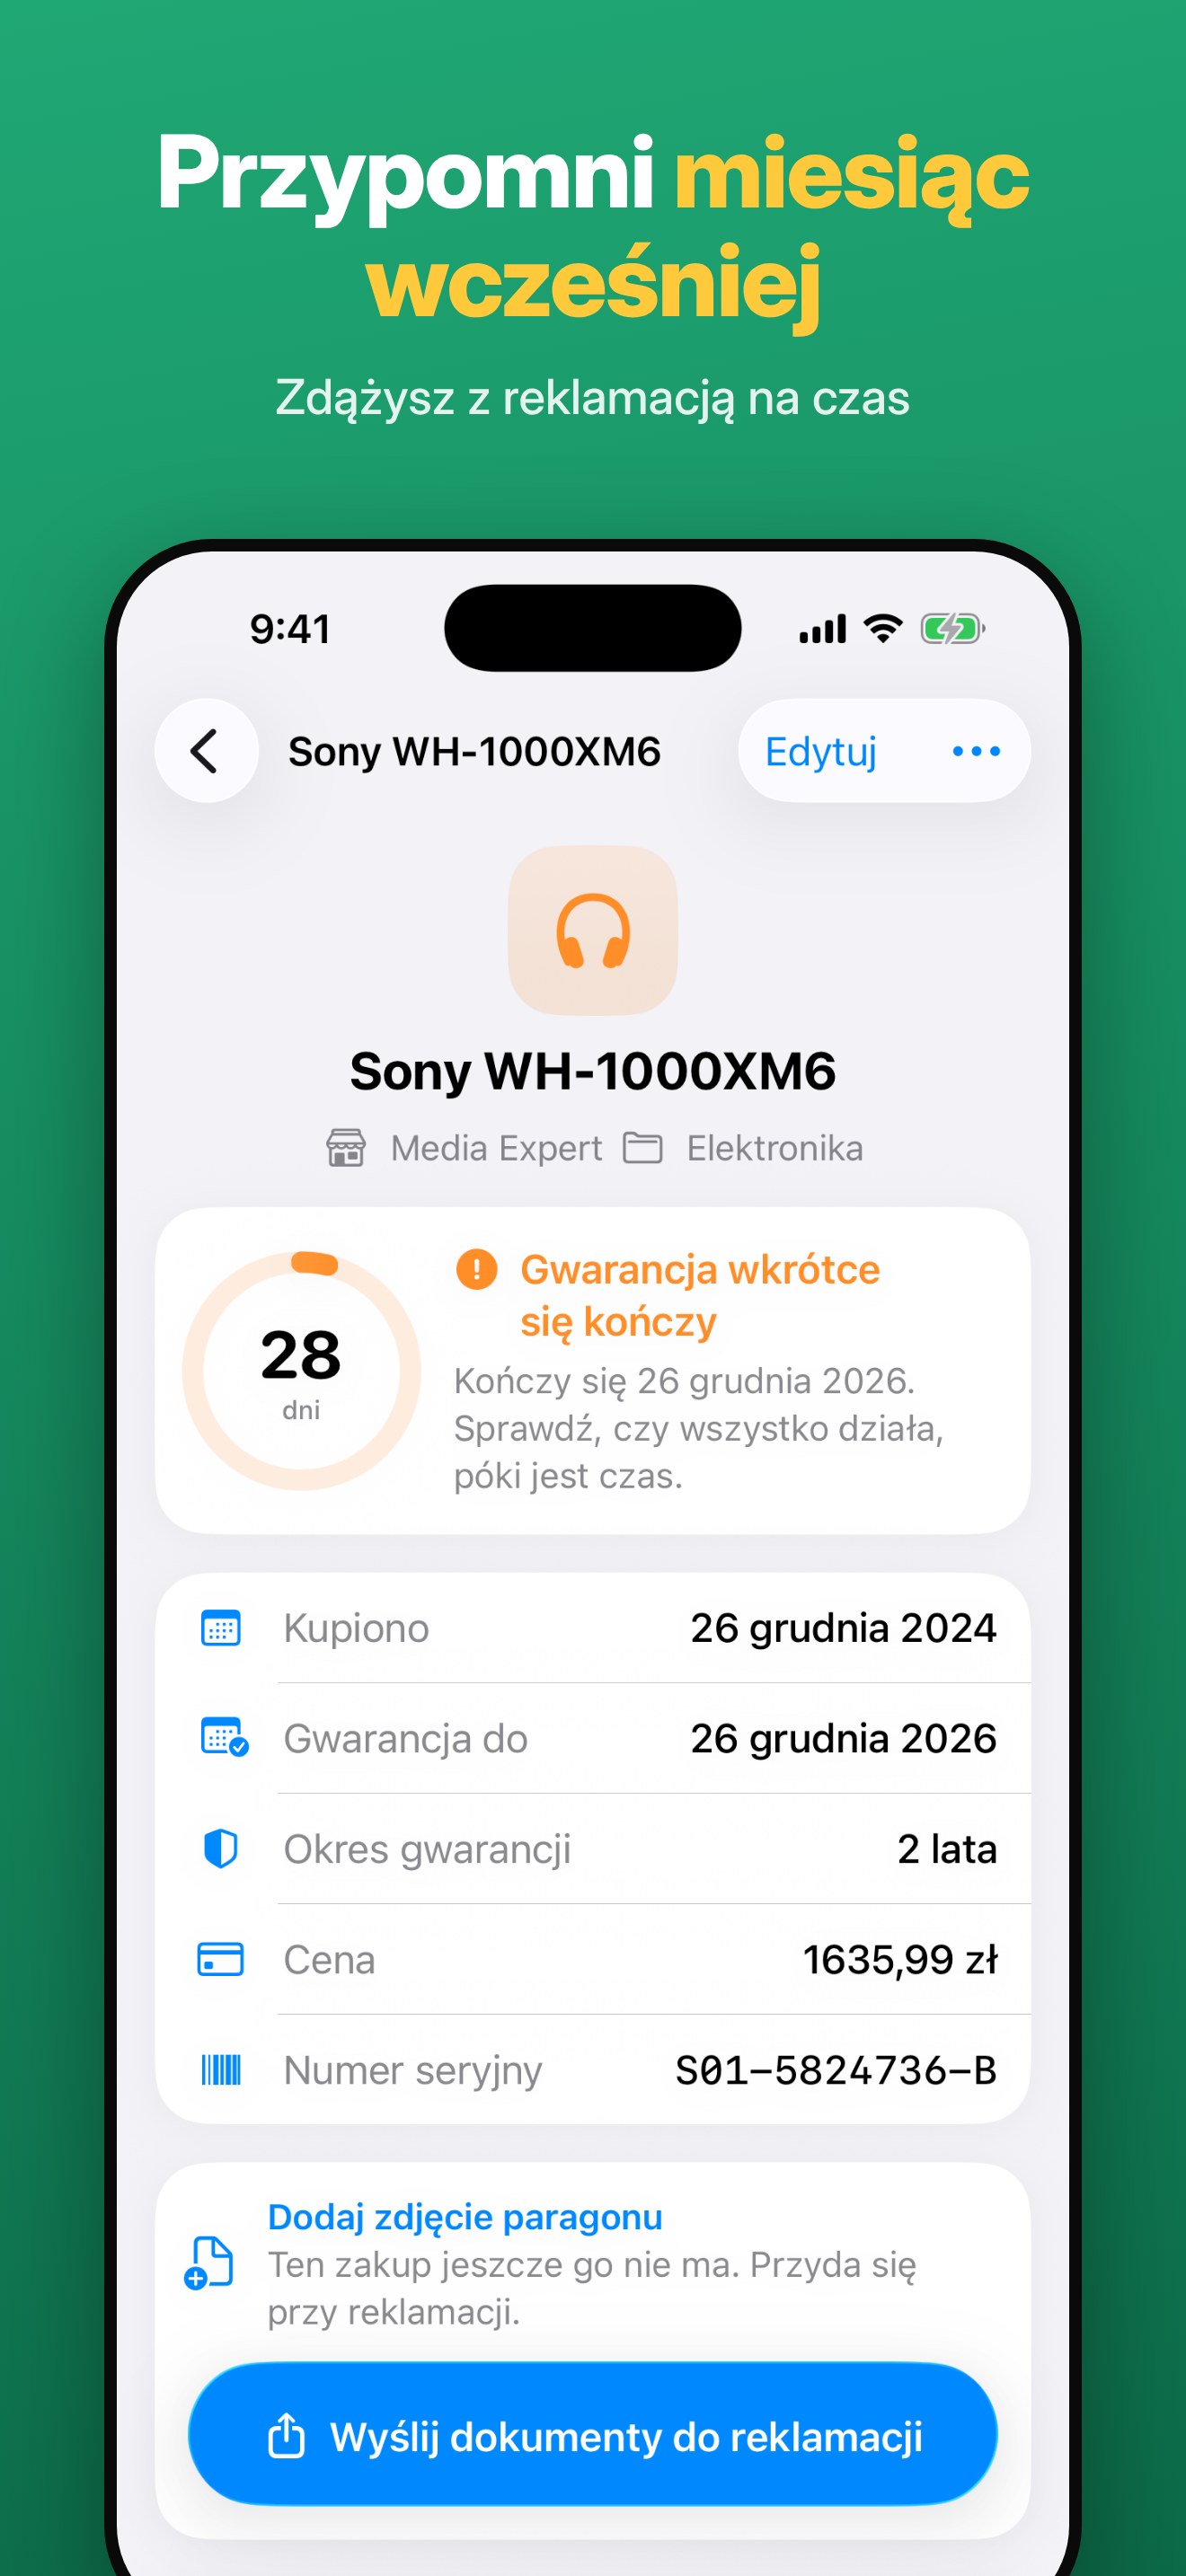 Przypomni miesiąc
wcześniej
Zdążysz z reklamacją na czas
9:41
Sony WH-1000XM6
Edytuj
Sony WH-1000XM6
Media Expert Elektronika
28
dni
Gwarancja wkrótce
się kończy
Kończy się 26 grudnia 2026.
Sprawdź, czy wszystko działa,
póki jest czas.
Kupiono 26 grudnia 2024
Gwarancja do 26 grudnia 2026
Okres gwarancji 2 lata
Cena 1635,99 zł
Numer seryjny S01–5824736–B
Dodaj zdjęcie paragonu
Ten zakup jeszcze go nie ma. Przyda się
przy reklamacji.
Wyślij dokumenty do reklamacji